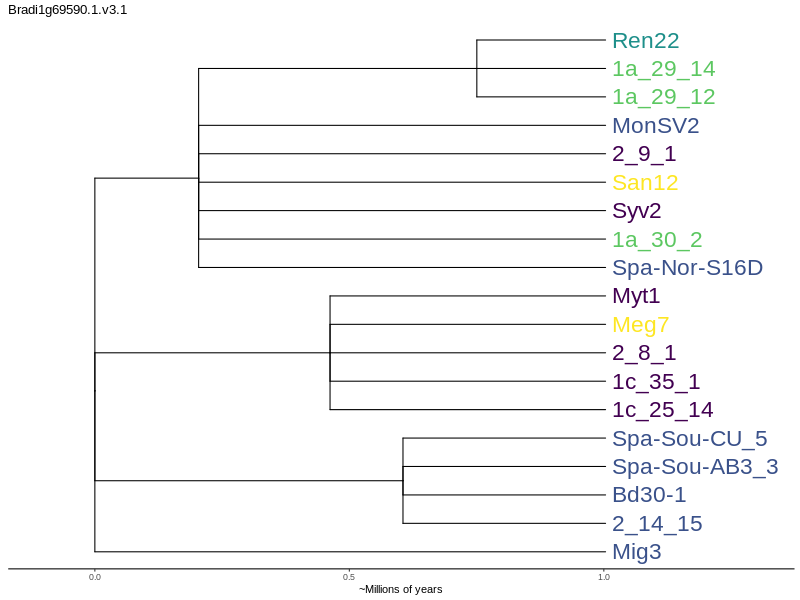 Bradi1g69590.1.v3.1
Ren22
1a_29_14
1a_29_12
MonSV2
2_9_1
San12
Syv2
1a_30_2
Spa-Nor-S16D
Myt1
Meg7
2_8_1
1c_35_1
1c_25_14
Spa-Sou-CU_5
Spa-Sou-AB3_3
Bd30-1
2_14_15
Mig3
0.0 0.5 1.0
~Millions of years